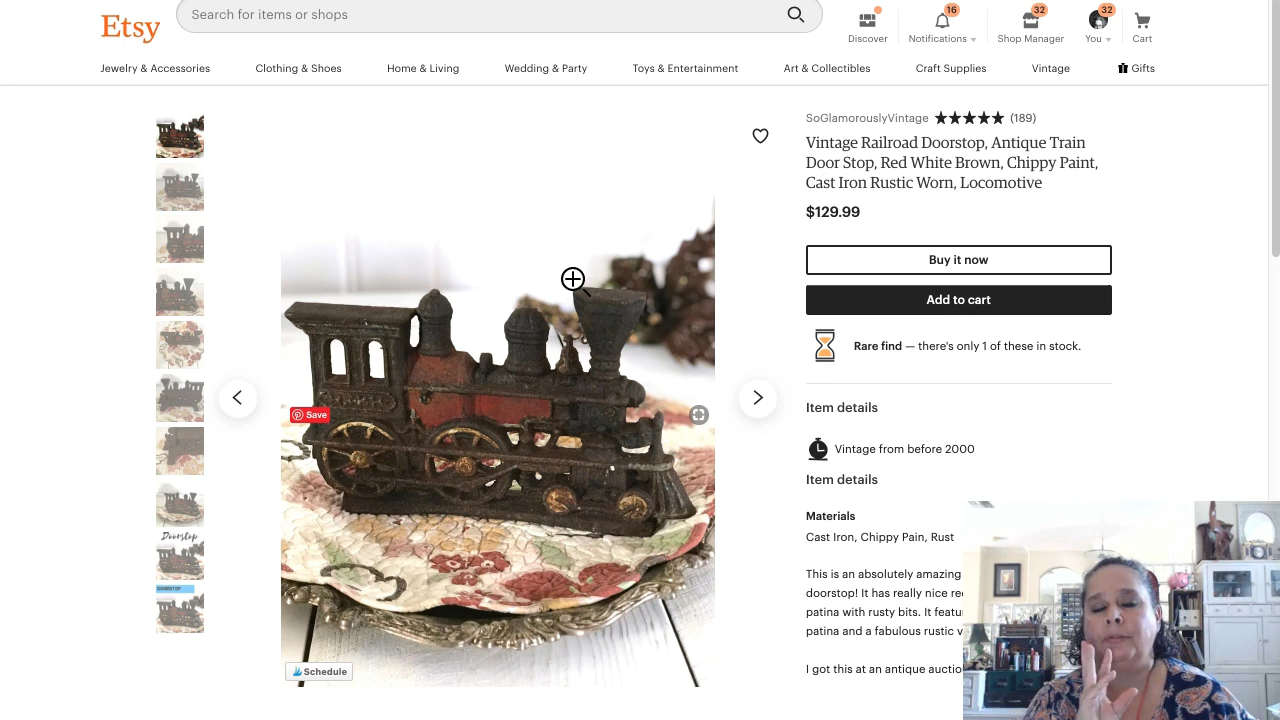 Etsy
Search for items or shops
16
32
32
Discover
Notifications
Shop Manager
You
Cart
Jewelry & Accessories
Clothing & Shoes
Home & Living
Wedding & Party
Toys & Entertainment
Art & Collectibles
Craft Supplies
Vintage
Gifts
SoGlamorouslyVintage ★★★★★ (189)
Vintage Railroad Doorstop, Antique Train
Door Stop, Red White Brown, Chippy Paint,
Cast Iron Rustic Worn, Locomotive
$129.99
Buy it now
Add to cart
Rare find — there's only 1 of these in stock.
Item details
Vintage from before 2000
Item details
Materials
Cast Iron, Chippy Pain, Rust
This is an absolutely amazing
doorstop! It has really nice
patina with rusty bits. It
patina and a fabulous rustic
I got this at an antique
Save
Schedule
Doorstop
DOORSTOP